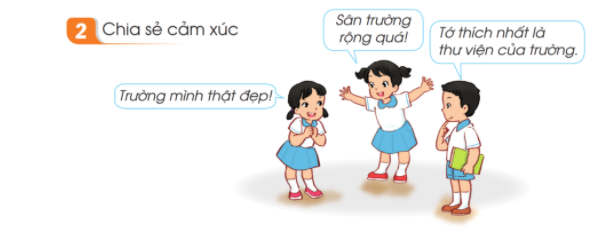 2 Chia sẻ cảm xúc
Trường mình thật đẹp!
Sân trường
rộng quá!
Tớ thích nhất là
thư viện của trường.